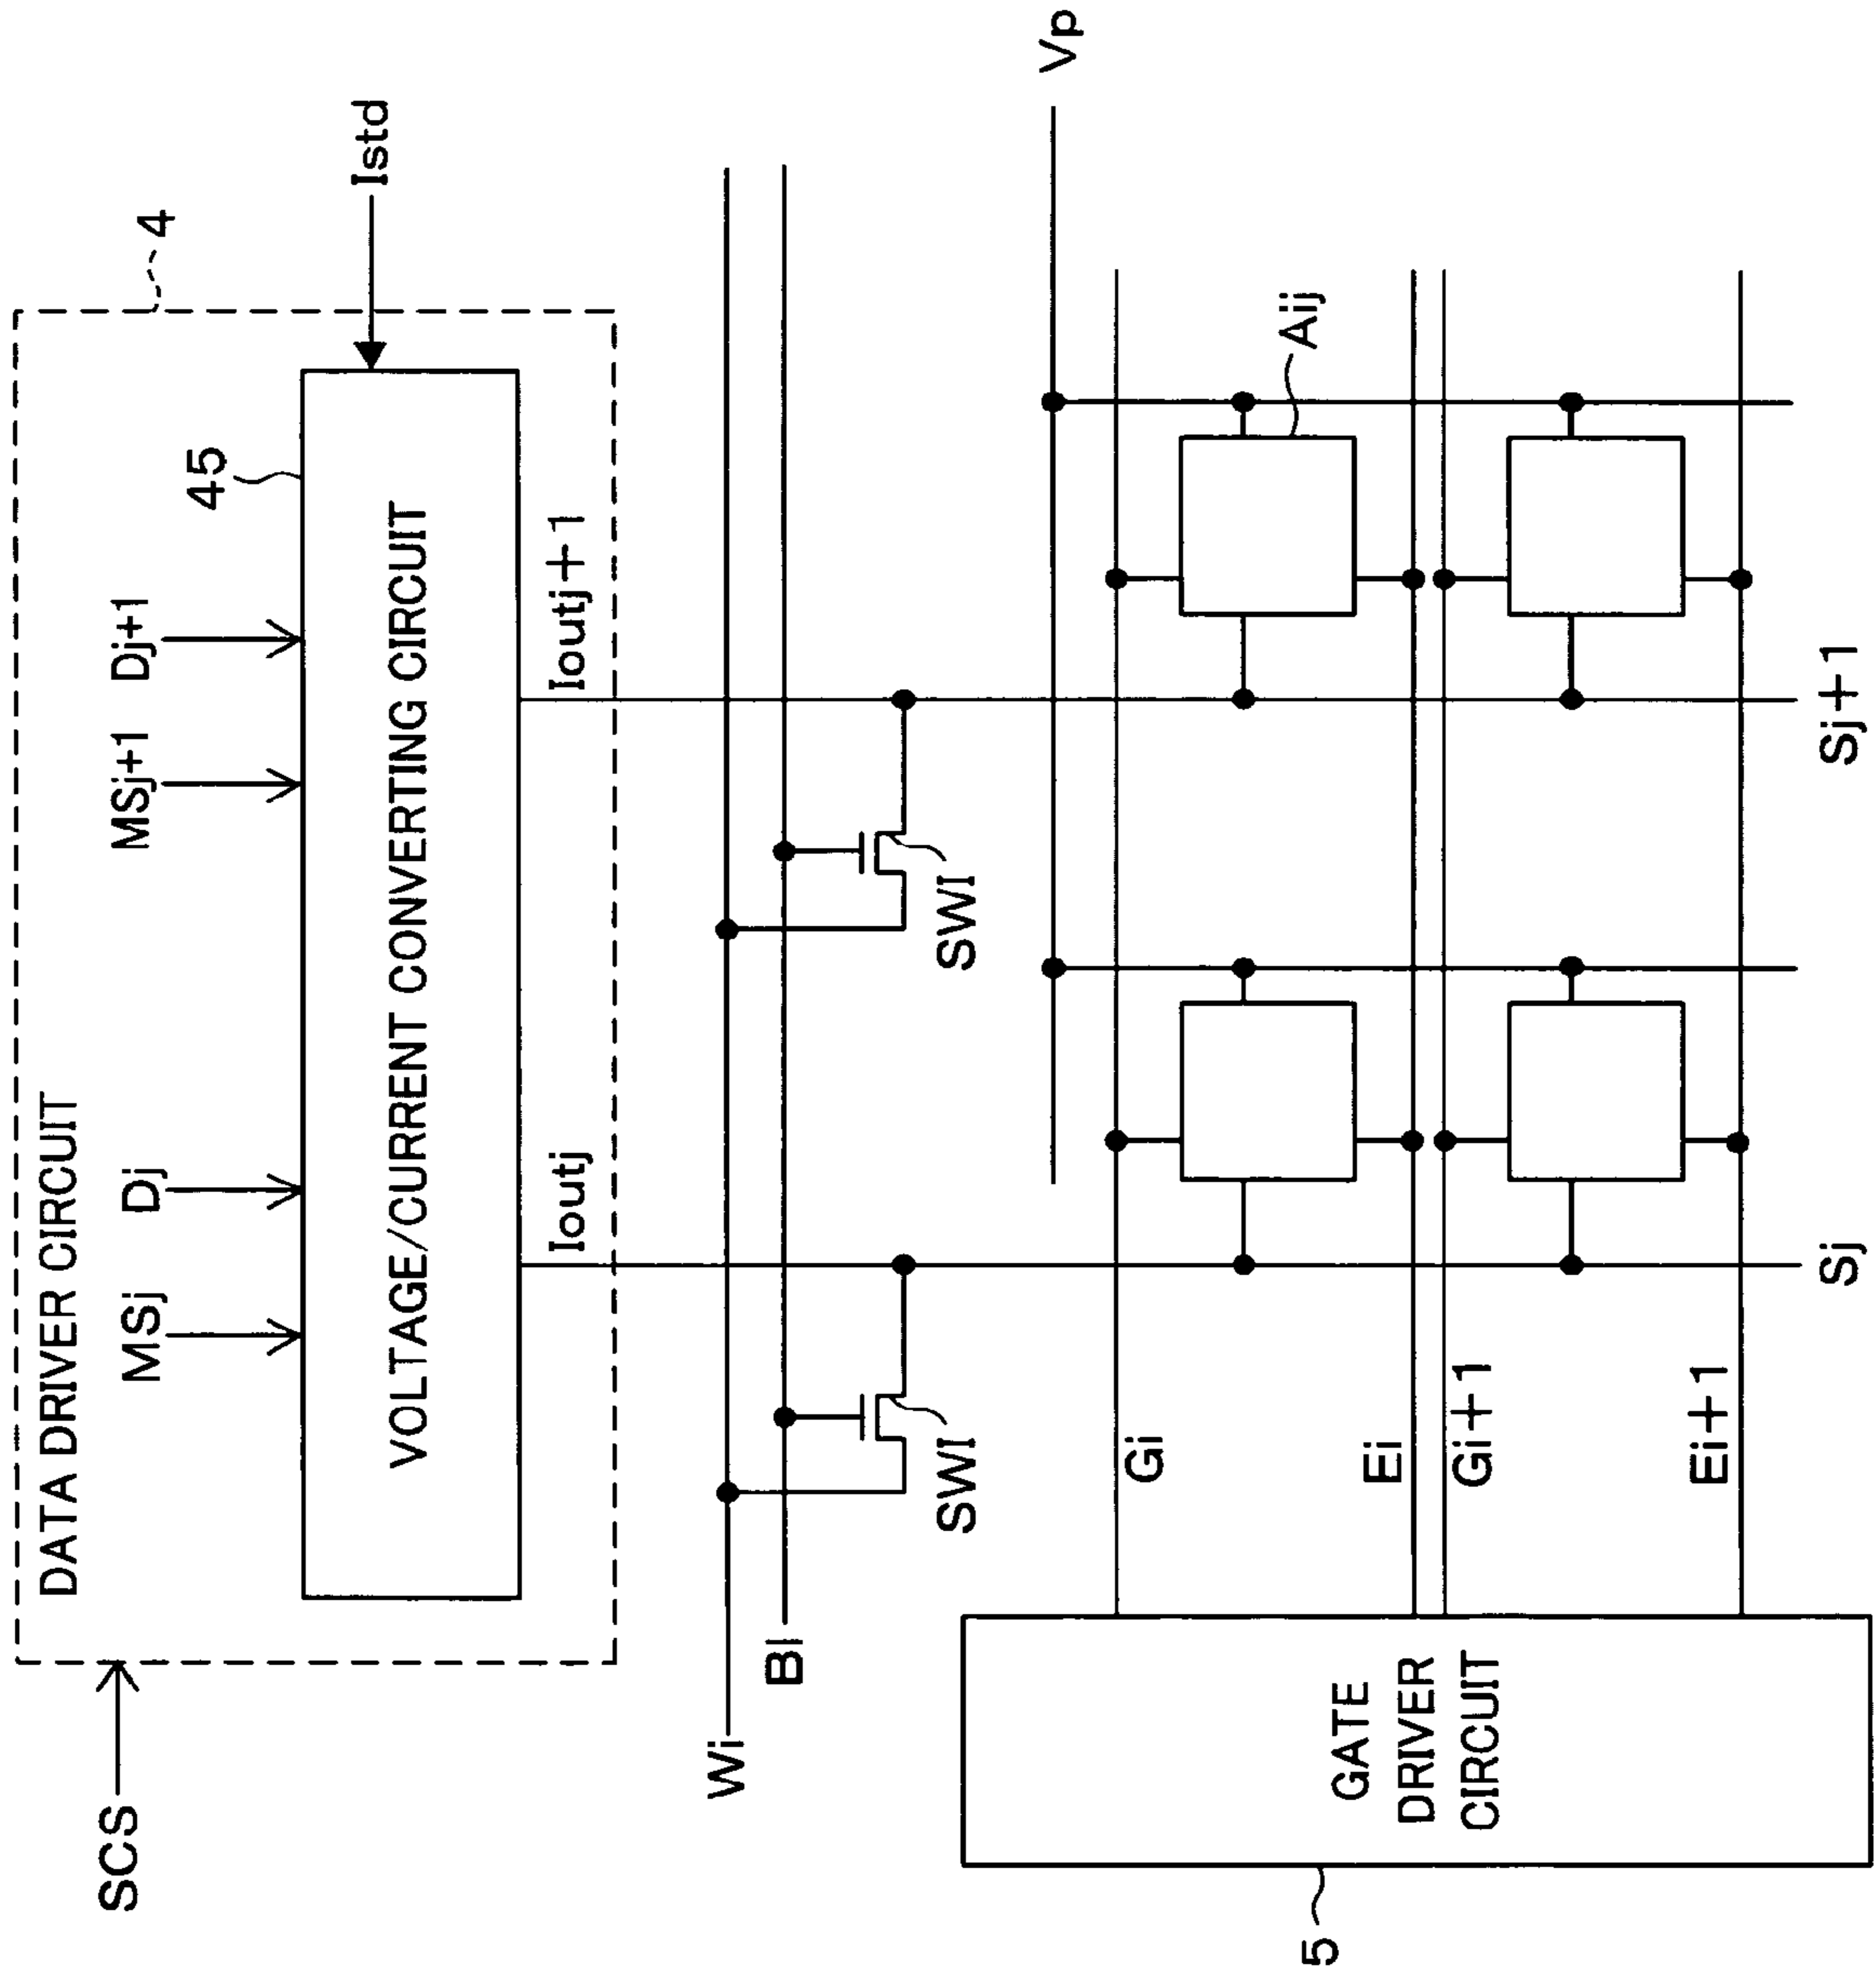 SCS
DATA DRIVER CIRCUIT
4
MSj
Dj
MSj+1
Dj+1
45
VOLTAGE/CURRENT CONVERTING CIRCUIT
Istd
Ioutj
Ioutj+1
Wi
Bl
SWI
SWI
Vp
GATE
DRIVER
CIRCUIT
5
Gi
Ei
Gi+1
Ei+1
Aij
Sj
Sj+1